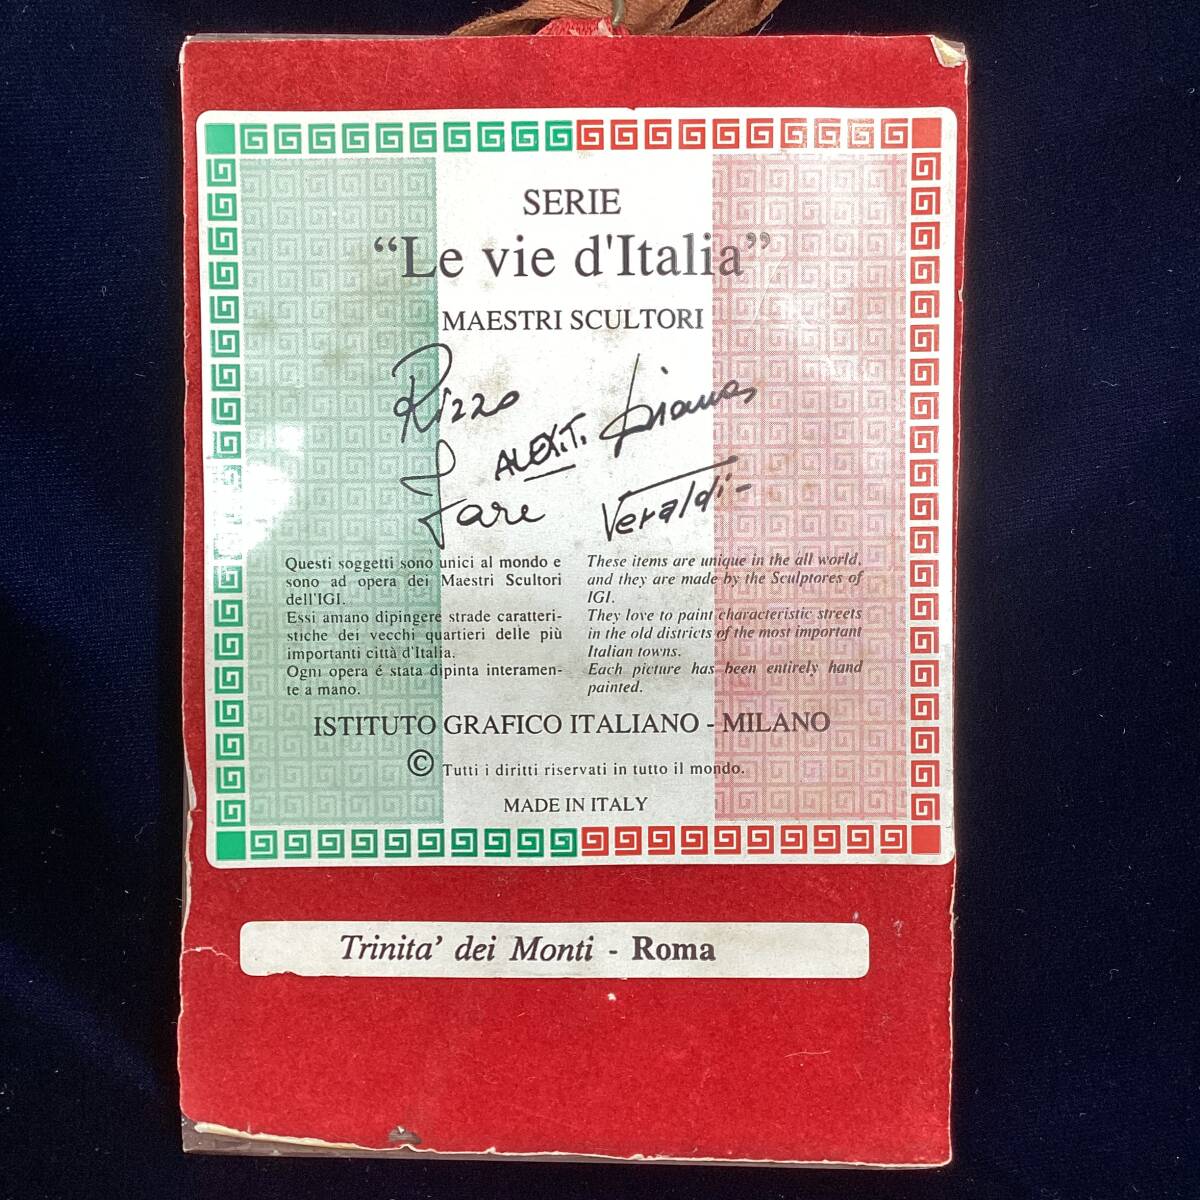 SERIE
“Le vie d'Italia”
MAESTRI SCULTORI
Rizzo
ALEX.T.
Fare
Veraldi
Questi soggetti sono unici al mondo e
sono ad opera dei Maestri Scultori
dell'IGI.
Essi amano dipingere strade caratteri-
stiche dei vecchi quartieri delle più
importanti città d'Italia.
Ogni opera é stata dipinta interamen-
te a mano.
These items are unique in the all world,
and they are made by the Sculptores of
IGI.
They love to paint characteristic streets
in the old districts of the most important
Italian towns.
Each picture has been entirely hand
painted.
ISTITUTO GRAFICO ITALIANO - MILANO
© Tutti i diritti riservati in tutto il mondo.
MADE IN ITALY
Trinita’ dei Monti - Roma